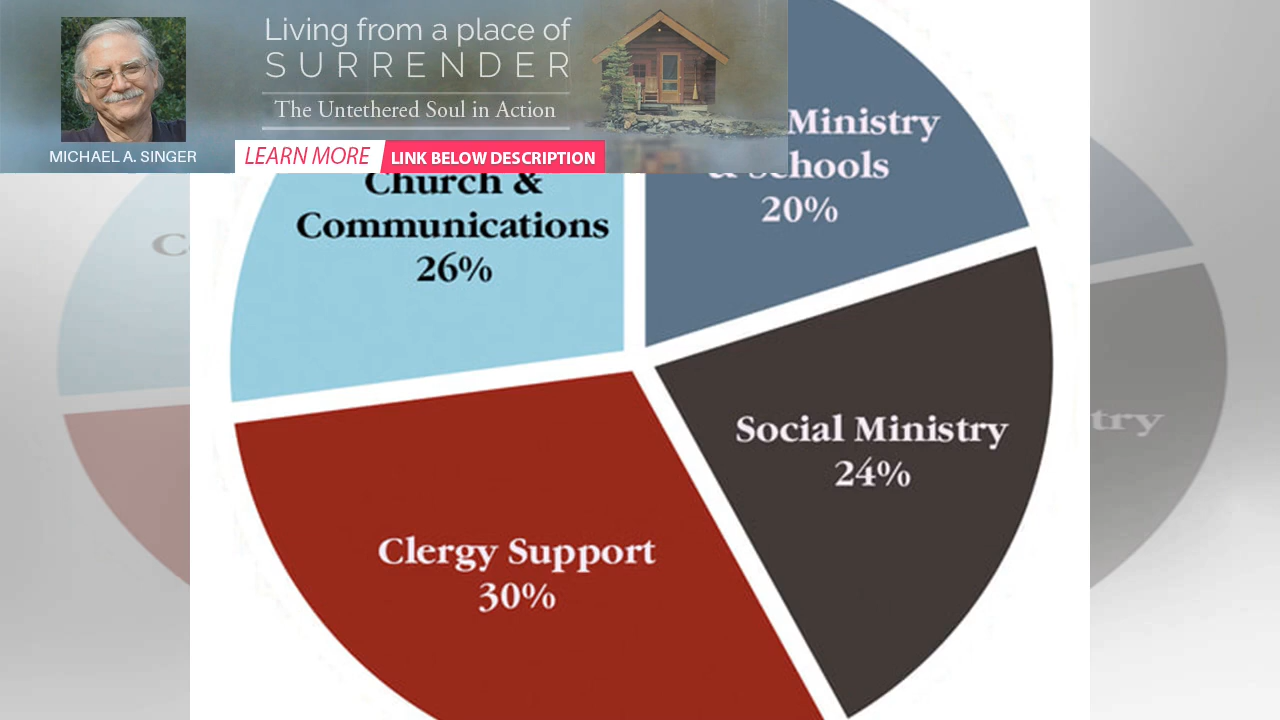 Living from a place of
SURRENDER
The Untethered Soul in Action
MICHAEL A. SINGER
LEARN MORE
LINK BELOW DESCRIPTION
Ministry
& Schools
20%
Church &
Communications
26%
Social Ministry
24%
Clergy Support
30%
try